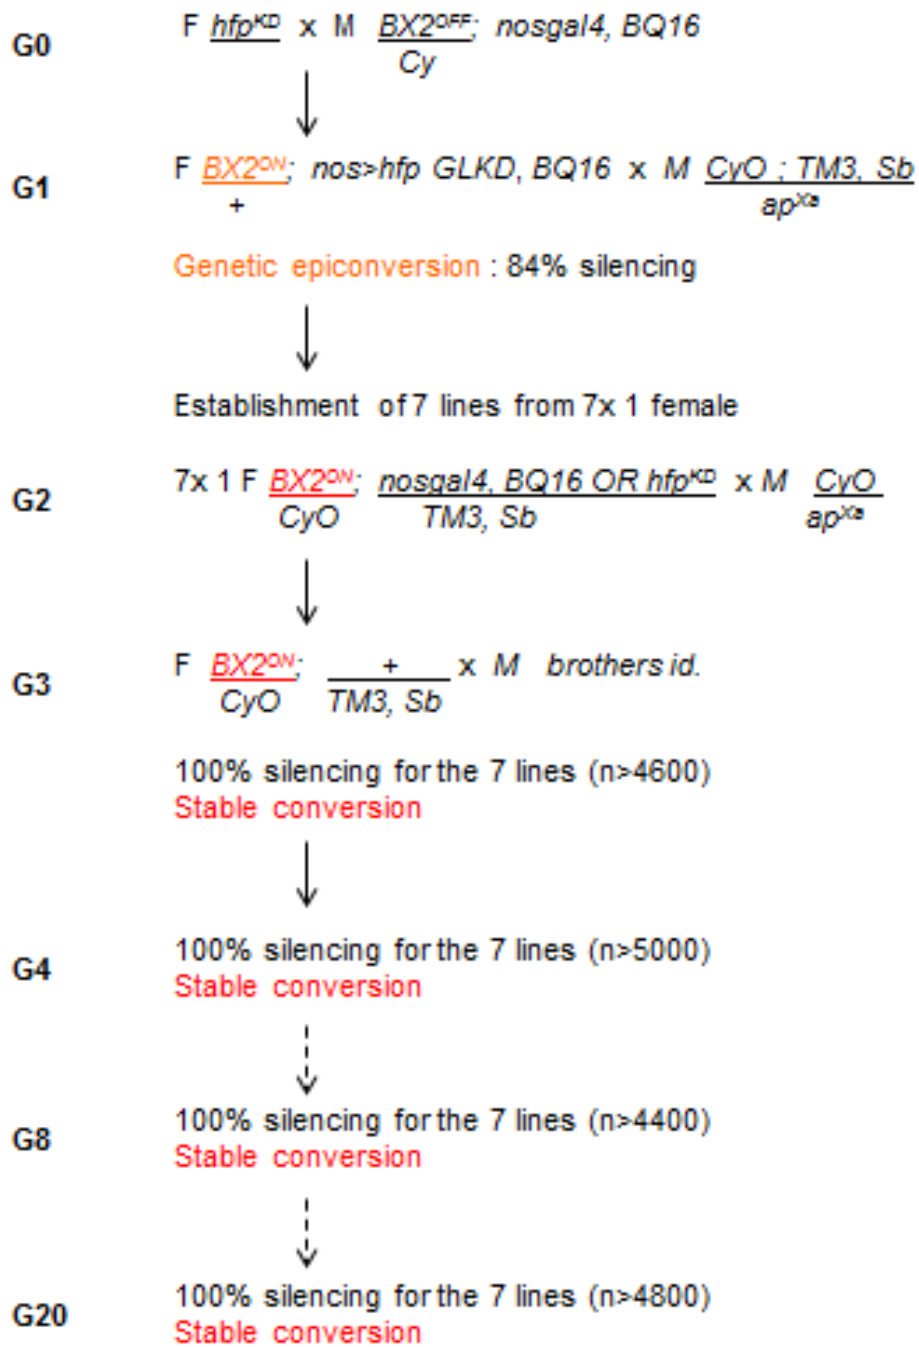 G0 F hfpᴷᴰ x M BX2ᴼᶠᶠ; nosgal4, BQ16
Cy
G1 F BX2ᴼᴺ; nos>hfp GLKD, BQ16 x M CyO ; TM3, Sb
+ apˣᵃ
Genetic epiconversion : 84% silencing
Establishment of 7 lines from 7x 1 female
G2 7x 1 F BX2ᴼᴺ; nosgal4, BQ16 OR hfpᴷᴰ x M CyO
CyO TM3, Sb apˣᵃ
G3 F BX2ᴼᴺ; + x M brothers id.
CyO TM3, Sb
100% silencing for the 7 lines (n>4600)
Stable conversion
G4 100% silencing for the 7 lines (n>5000)
Stable conversion
G8 100% silencing for the 7 lines (n>4400)
Stable conversion
G20 100% silencing for the 7 lines (n>4800)
Stable conversion